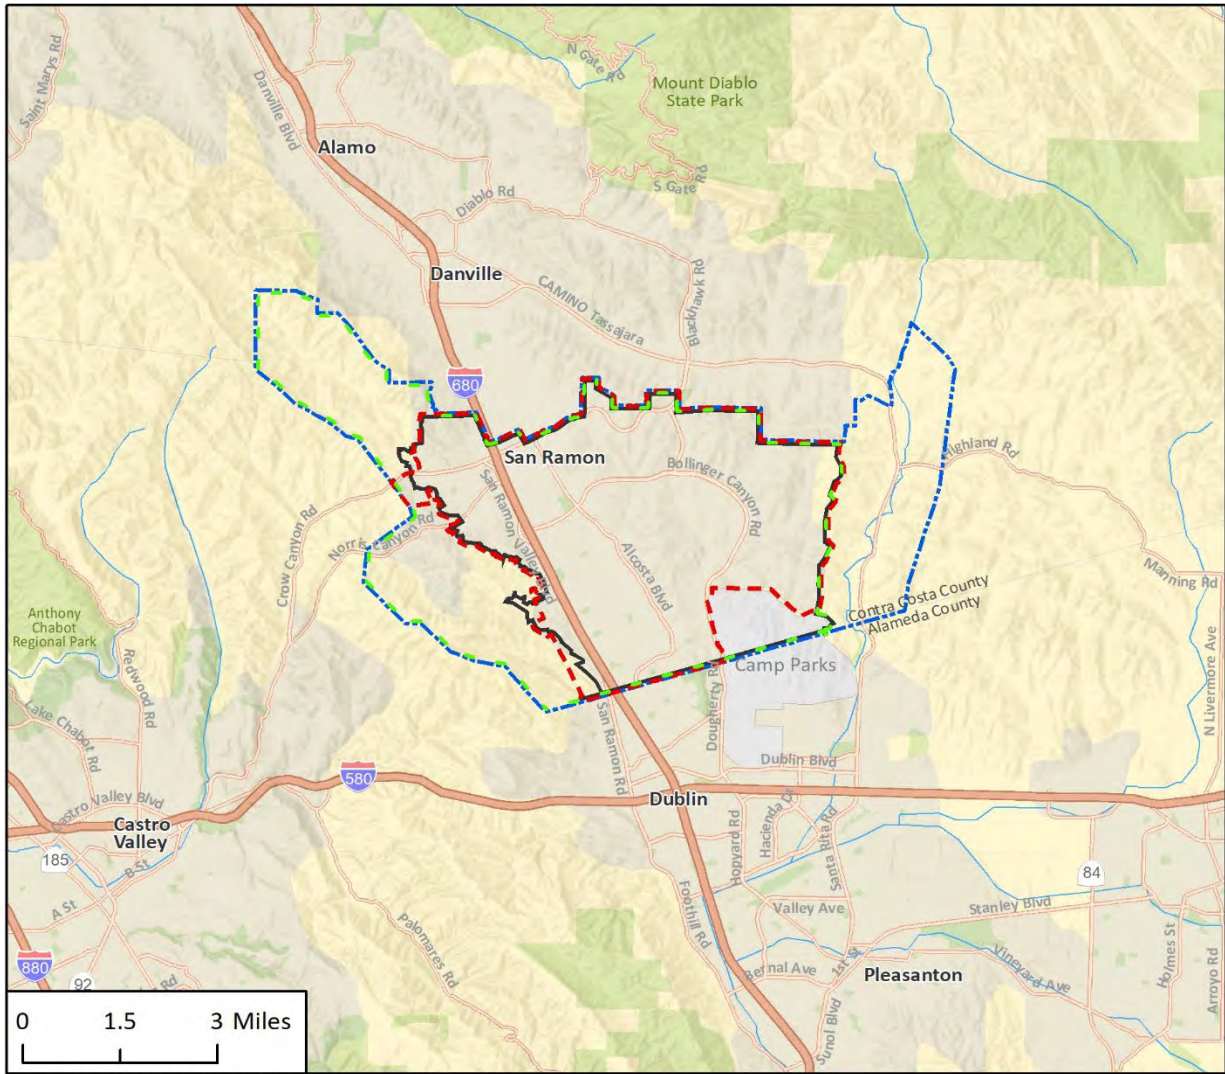 Saint Marys Rd
Danville Blvd
N Gate Rd
Mount Diablo
State Park
Alamo
S Gate Rd
Diablo Rd
Danville
Blackhawk Rd
CAMINO Tassajara
680
San Ramon
Bollinger Canyon Rd
Highland Rd
San Ramon Valley Blvd
Crow Canyon Rd
Norris Canyon Rd
Alcosta Blvd
Manning Rd
Contra Costa County
Alameda County
Anthony
Chabot
Regional Park
Redwood Rd
Camp Parks
Dougherty Rd
N Livermore Ave
Lake Chabot Rd
San Ramon Rd
Dublin Blvd
580
Castro Valley Blvd
Dublin
Castro
Valley
Hopyard Rd
Hacienda Dr
Santa Rita Rd
185
B St
84
A St
Foothill Rd
Valley Ave
Stanley Blvd
Palomares Rd
1st St
Vineyard Ave
Holmes St
Arroyo Rd
880
92
Bernal Ave
Pleasanton
Sunol Blvd
0 1.5 3 Miles